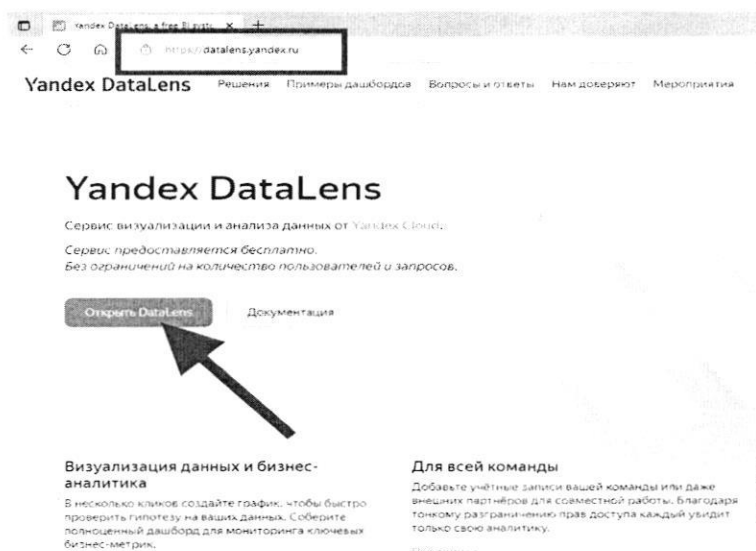 Yandex DataLens, a free BI syste
https://datalens.yandex.ru
Yandex DataLens Решения Примеры дашбордов Вопросы и ответы Нам доверяют Мероприятия
Yandex DataLens
Сервис визуализации и анализа данных от Yandex Cloud.
Сервис предоставляется бесплатно.
Без ограничений на количество пользователей и запросов.
Открыть DataLens Документация
Визуализация данных и бизнес-
аналитика
В несколько кликов создайте график, чтобы быстро
проверить гипотезу на ваших данных. Соберите
полноценный дашборд для мониторинга ключевых
бизнес-метрик.
Для всей команды
Добавьте учётные записи вашей команды или даже
внешних партнёров для совместной работы. Благодаря
тонкому разграничению прав доступа каждый увидит
только свою аналитику.